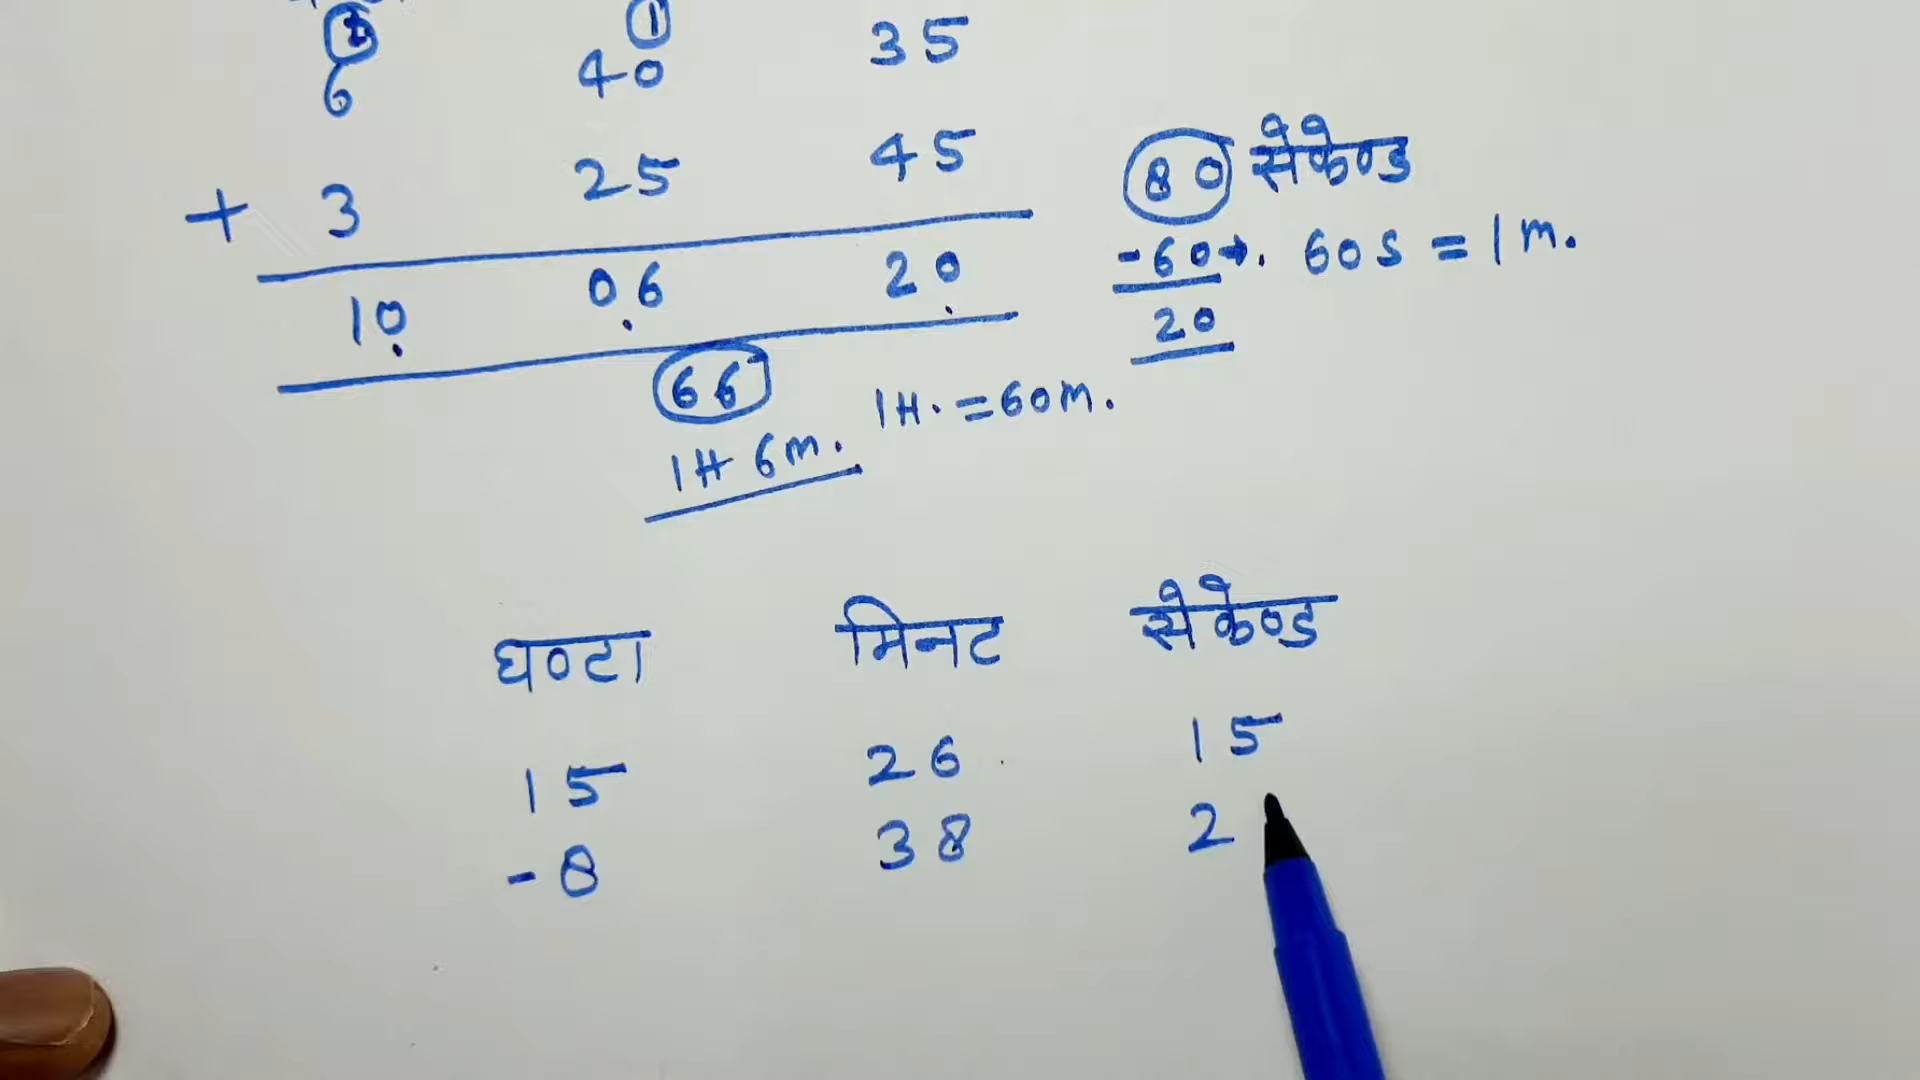 6 40 35
+ 3 25 45
10 06 20
80 सेकेण्ड
-60→. 60S = 1 m.
20
66
1H 6m.
1H. = 60m.
घण्टा मिनट सेकेण्ड
15 26 15
- 8 38 2